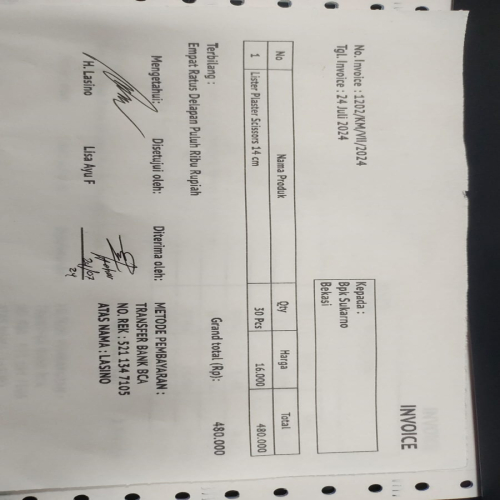 INVOICE
No. Invoice : 1202/KM/VII/2024
Tgl. Invoice : 24 Juli 2024
Kepada :
Bpk Sukarno
Bekasi
No Nama Produk Qty Harga Total
1 Lister Plaster Scissors 14 cm 30 Pcs 16.000 480.000
Grand total (Rp): 480.000
Terbilang :
Empat Ratus Delapan Puluh Ribu Rupiah
Mengetahui: Disetujui oleh: Diterima oleh:
H. Lasino Lisa Ayu F
24/07
24
METODE PEMBAYARAN :
TRANSFER BANK BCA
NO. REK : 521 134 7105
ATAS NAMA : LASINO